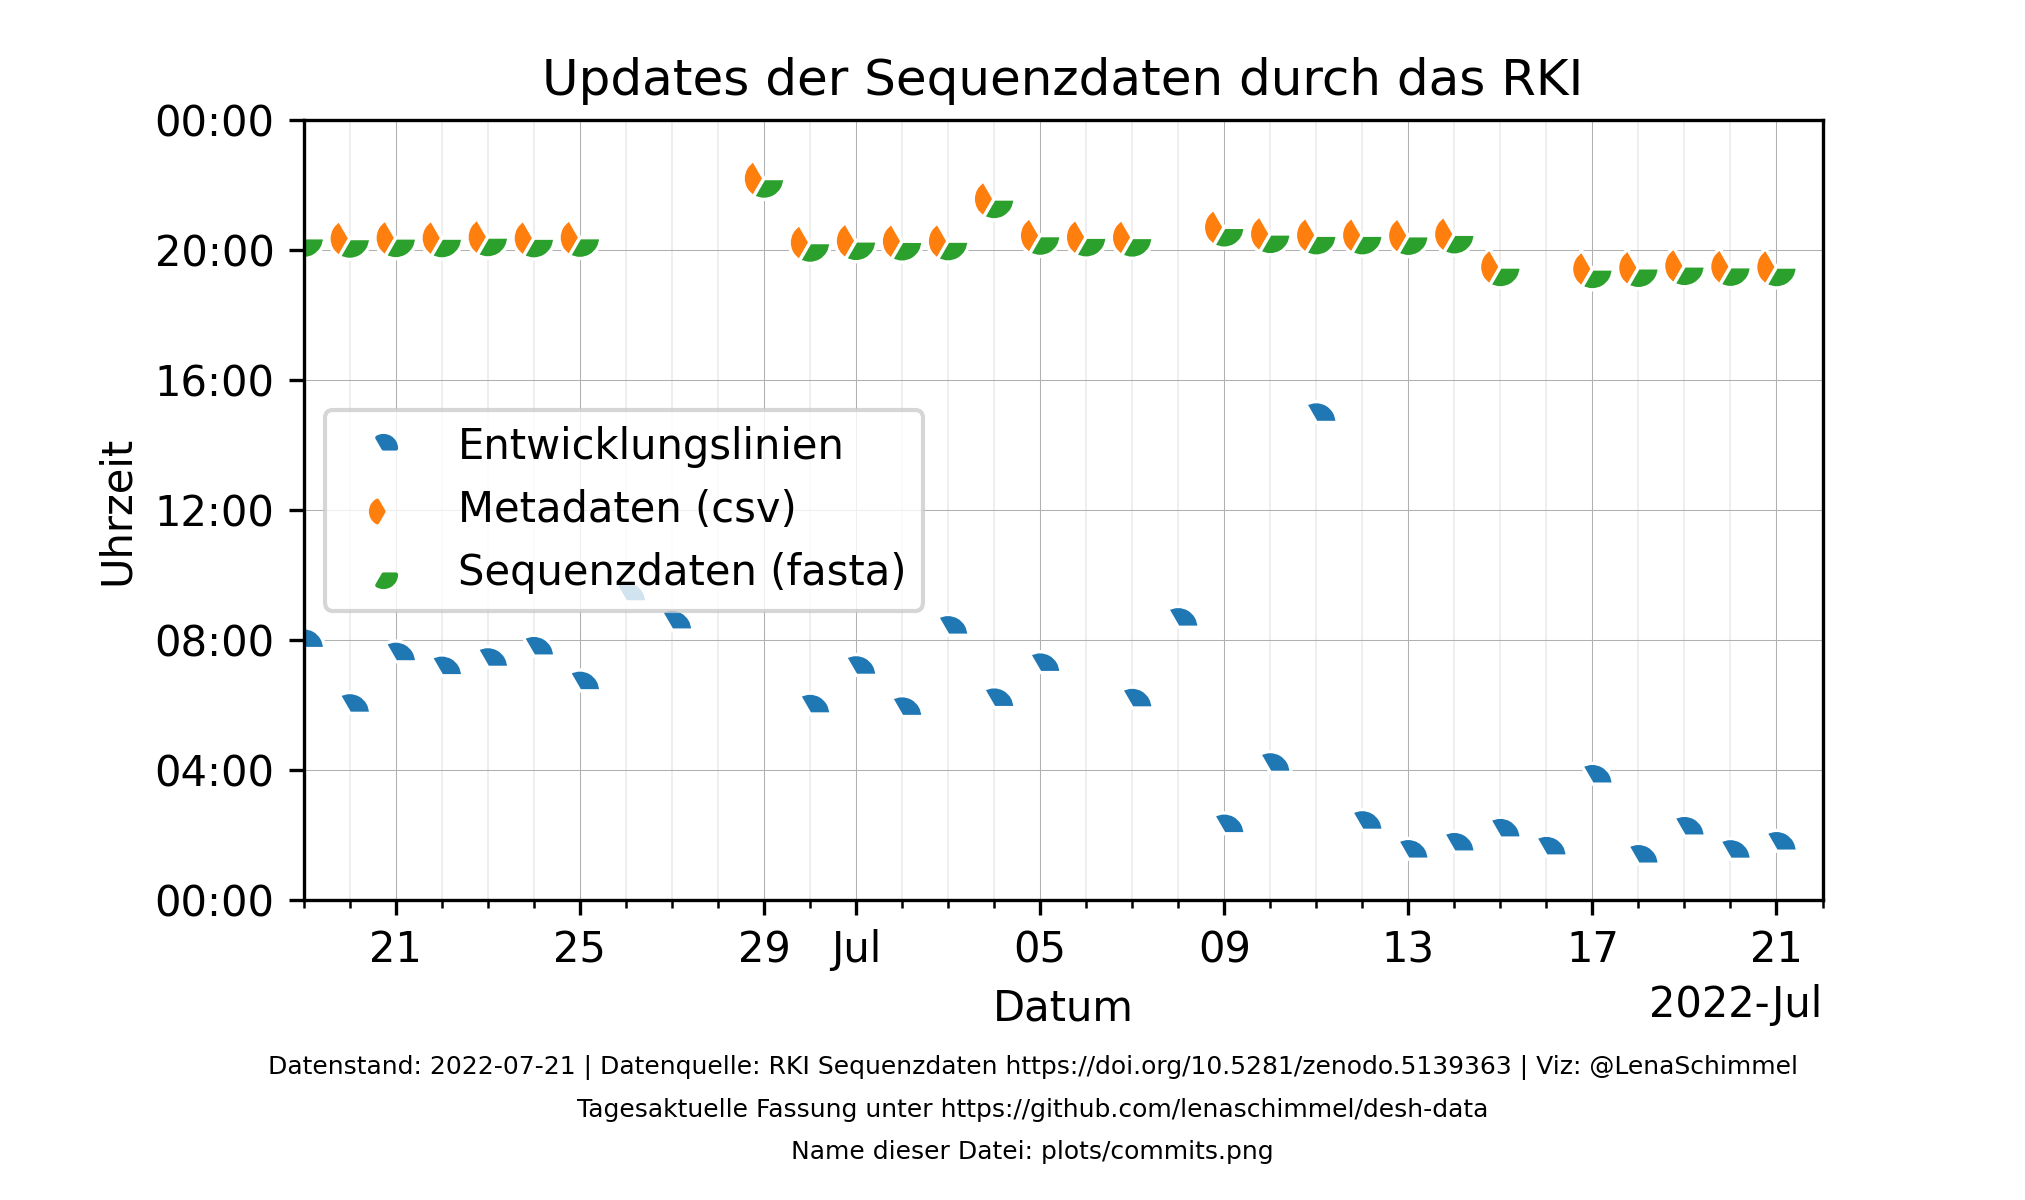 Updates der Sequenzdaten durch das RKI
00:00
20:00
16:00
12:00
08:00
04:00
00:00
Uhrzeit
Entwicklungslinien
Metadaten (csv)
Sequenzdaten (fasta)
21 25 29 Jul 05 09 13 17 21
Datum
2022-Jul
Datenstand: 2022-07-21 | Datenquelle: RKI Sequenzdaten https://doi.org/10.5281/zenodo.5139363 | Viz: @LenaSchimmel
Tagesaktuelle Fassung unter https://github.com/lenaschimmel/desh-data
Name dieser Datei: plots/commits.png